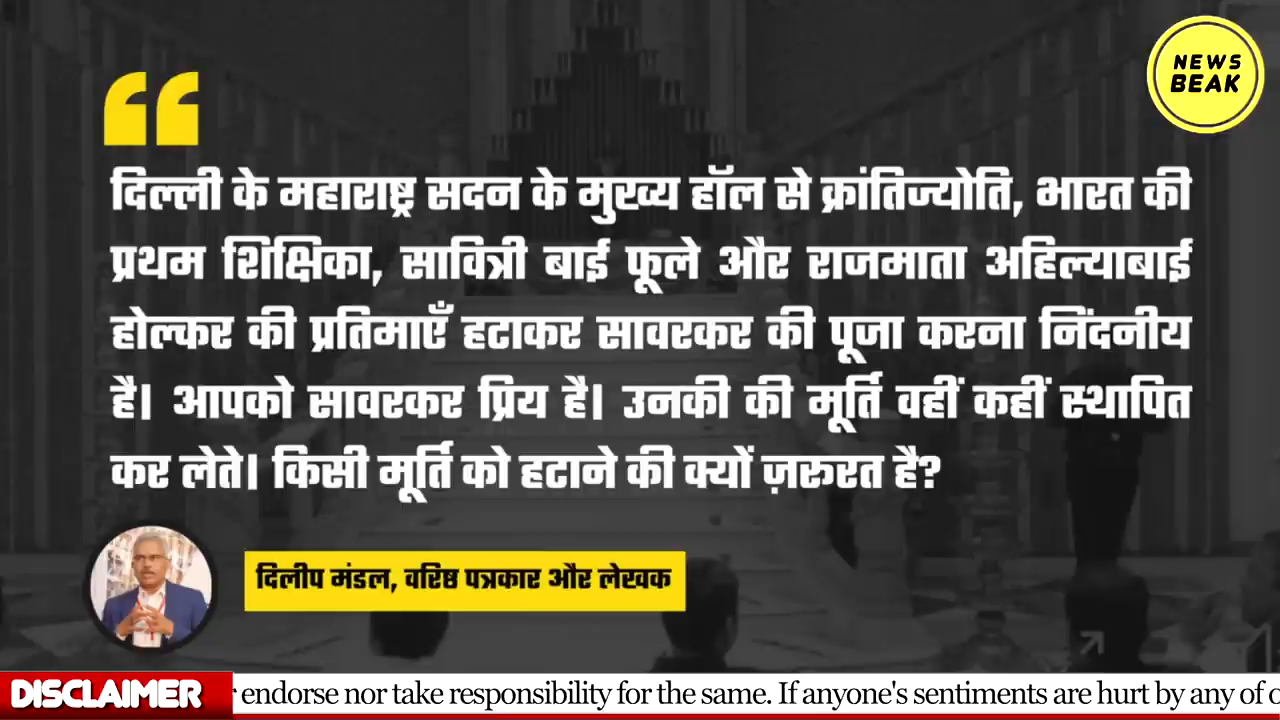 NEWS
BEAK
दिल्ली के महाराष्ट्र सदन के मुख्य हॉल से क्रांतिज्योति, भारत की
प्रथम शिक्षिका, सावित्री बाई फूले और राजमाता अहिल्याबाई
होल्कर की प्रतिमाएँ हटाकर सावरकर की पूजा करना निंदनीय
है। आपको सावरकर प्रिय है। उनकी की मूर्ति वहीं कहीं स्थापित
कर लेते। किसी मूर्ति को हटाने की क्यों ज़रूरत है?
दिलीप मंडल, वरिष्ठ पत्रकार और लेखक
DISCLAIMER endorse nor take responsibility for the same. If anyone's sentiments are hurt by any of